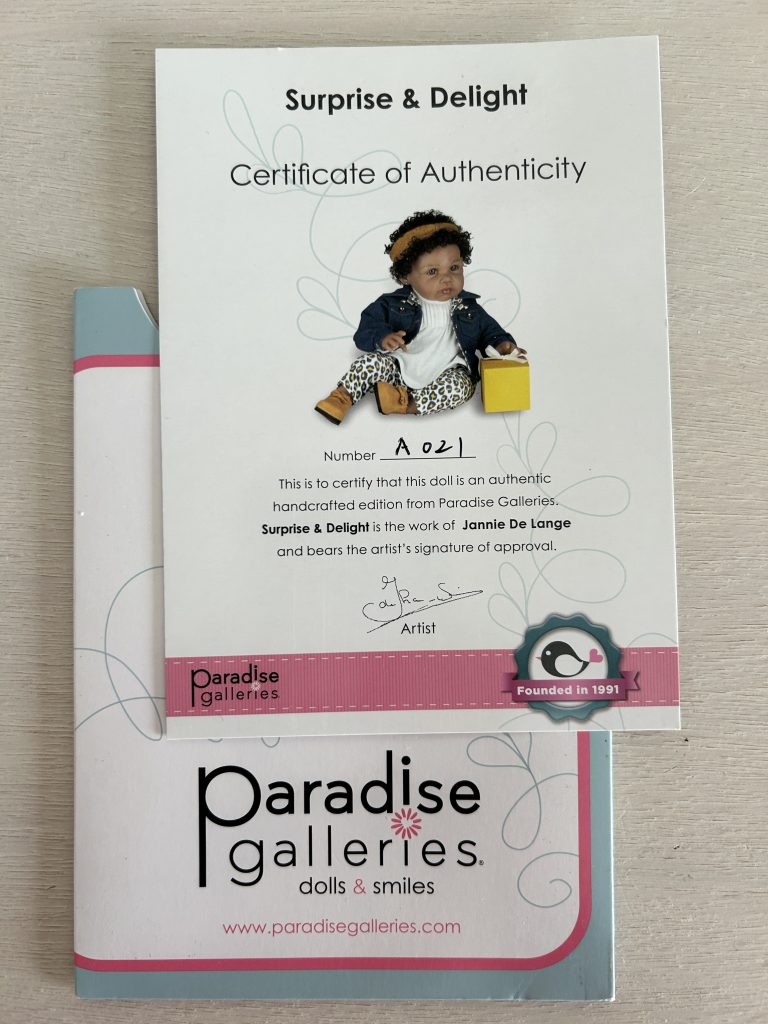 Surprise & Delight
Certificate of Authenticity
Number A 021
This is to certify that this doll is an authentic
handcrafted edition from Paradise Galleries.
Surprise & Delight is the work of Jannie De Lange
and bears the artist's signature of approval.
Artist
paradise
galleries
Founded in 1991
paradise
galleries®
dolls & smiles
www.paradisegalleries.com